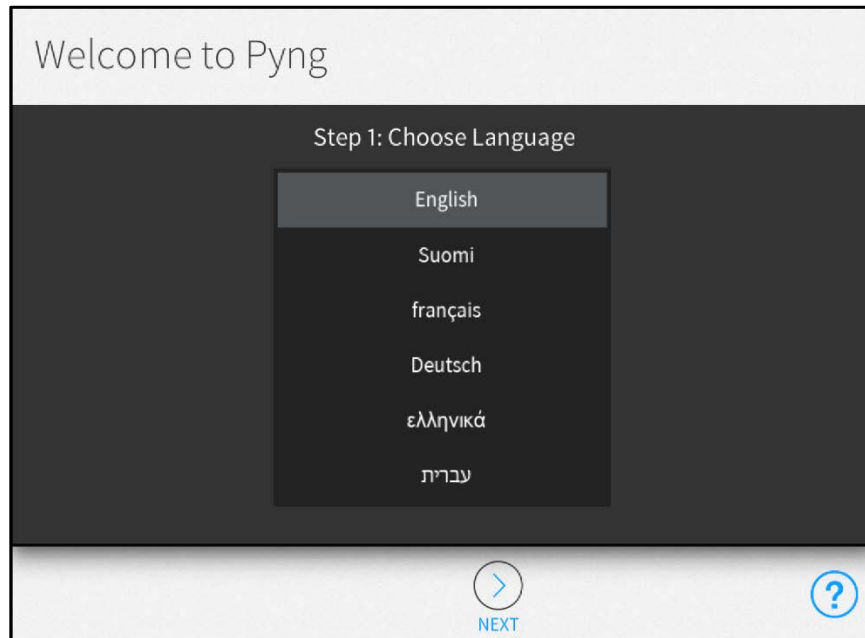 Welcome to Pyng
Step 1: Choose Language
English
Suomi
français
Deutsch
ελληνικά
עברית
NEXT
?